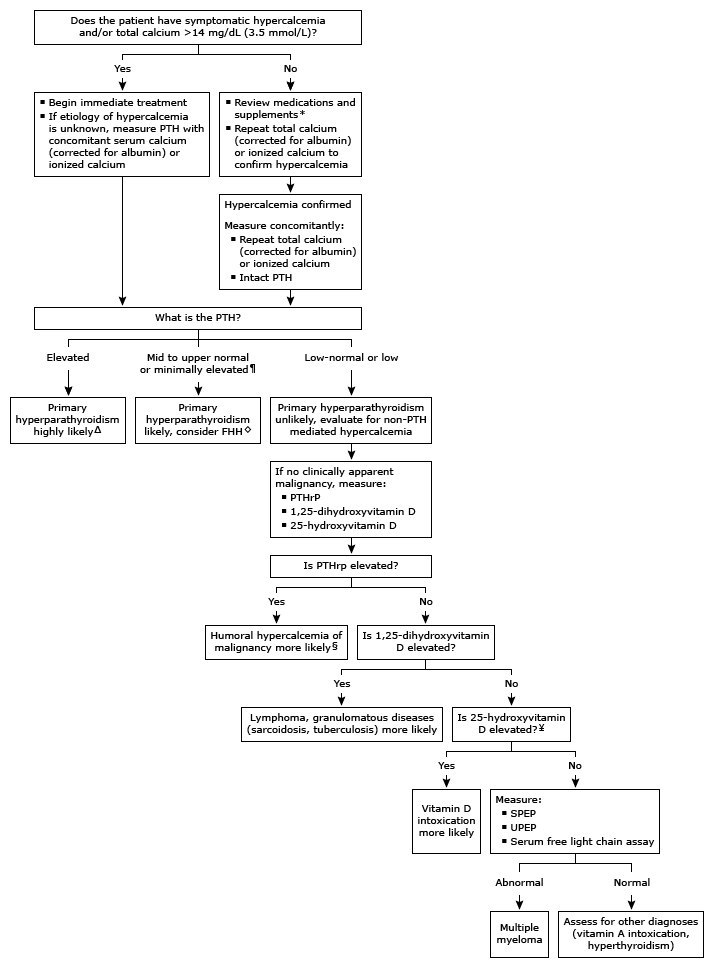 Does the patient have symptomatic hypercalcemia
and/or total calcium >14 mg/dL (3.5 mmol/L)?
Yes
No
▪ Begin immediate treatment
▪ If etiology of hypercalcemia
is unknown, measure PTH with
concomitant serum calcium
(corrected for albumin) or
ionized calcium
▪ Review medications and
supplements*
▪ Repeat total calcium
(corrected for albumin)
or ionized calcium to
confirm hypercalcemia
Hypercalcemia confirmed
Measure concomitantly:
▪ Repeat total calcium
(corrected for albumin)
or ionized calcium
▪ Intact PTH
What is the PTH?
Elevated
Mid to upper normal
or minimally elevated¶
Low-normal or low
Primary
hyperparathyroidism
highly likelyΔ
Primary
hyperparathyroidism
likely, consider FHH◇
Primary hyperparathyroidism
unlikely, evaluate for non-PTH
mediated hypercalcemia
If no clinically apparent
malignancy, measure:
▪ PTHrP
▪ 1,25-dihydroxyvitamin D
▪ 25-hydroxyvitamin D
Is PTHrp elevated?
Yes
No
Humoral hypercalcemia of
malignancy more likely§
Is 1,25-dihydroxyvitamin
D elevated?
Yes
No
Lymphoma, granulomatous diseases
(sarcoidosis, tuberculosis) more likely
Is 25-hydroxyvitamin
D elevated?¥
Yes
No
Vitamin D
intoxication
more likely
Measure:
▪ SPEP
▪ UPEP
▪ Serum free light chain assay
Abnormal
Normal
Multiple
myeloma
Assess for other diagnoses
(vitamin A intoxication,
hyperthyroidism)